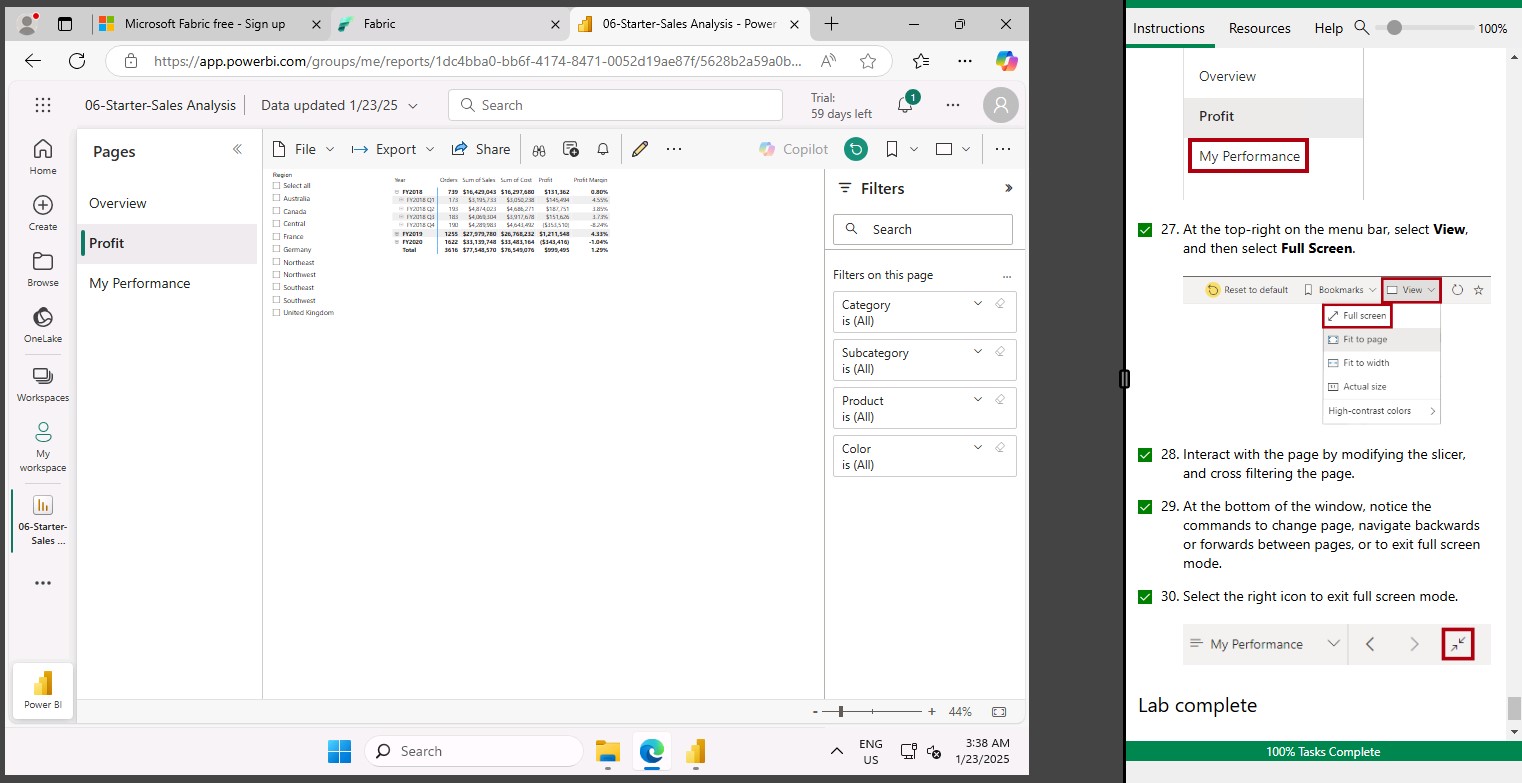 Microsoft Fabric free - Sign up
Fabric
06-Starter-Sales Analysis - Power
https://app.powerbi.com/groups/me/reports/1dc4bba0-bb6f-4174-8471-0052d19ae87f/5628b2a59a0b...
06-Starter-Sales Analysis
Data updated 1/23/25
Search
Trial:
59 days left
1
Home
Create
Browse
OneLake
Workspaces
My
workspace
06-Starter-
Sales ...
Power BI
Pages
Overview
Profit
My Performance
File
Export
Share
Copilot
Region
Select all
Australia
Canada
Central
France
Germany
Northeast
Northwest
Southeast
Southwest
United Kingdom
Year Orders Sum of Sales Sum of Cost Profit Profit Margin
FY2018 739 $16,429,043 $16,297,680 $131,362 0.80%
FY2018 Q1 173 $3,195,733 $3,050,238 $145,494 4.55%
FY2018 Q2 193 $4,874,023 $4,686,271 $187,751 3.85%
FY2018 Q3 183 $4,069,304 $3,917,678 $151,626 3.73%
FY2018 Q4 190 $4,289,983 $4,643,492 ($353,510) -8.24%
FY2019 1255 $27,979,780 $26,768,232 $1,211,548 4.33%
FY2020 1622 $33,139,748 $33,483,164 ($343,416) -1.04%
Total 3616 $77,548,570 $76,549,076 $999,495 1.29%
Filters
Search
Filters on this page
Category
is (All)
Subcategory
is (All)
Product
is (All)
Color
is (All)
44%
Search
ENG
US
3:38 AM
1/23/2025
Instructions
Resources
Help
100%
Overview
Profit
My Performance
27. At the top-right on the menu bar, select View,
and then select Full Screen.
Reset to default
Bookmarks
View
Full screen
Fit to page
Fit to width
Actual size
High-contrast colors
28. Interact with the page by modifying the slicer,
and cross filtering the page.
29. At the bottom of the window, notice the
commands to change page, navigate backwards
or forwards between pages, or to exit full screen
mode.
30. Select the right icon to exit full screen mode.
My Performance
Lab complete
100% Tasks Complete